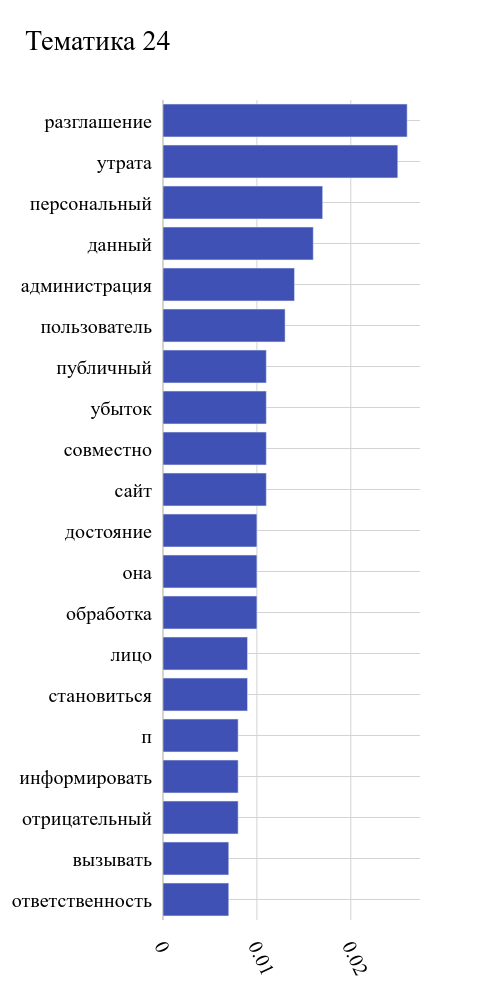 Тематика 24
разглашение
утрата
персональный
данный
администрация
пользователь
публичный
убыток
совместно
сайт
достояние
она
обработка
лицо
становиться
п
информировать
отрицательный
вызывать
ответственность
0
0.01
0.02